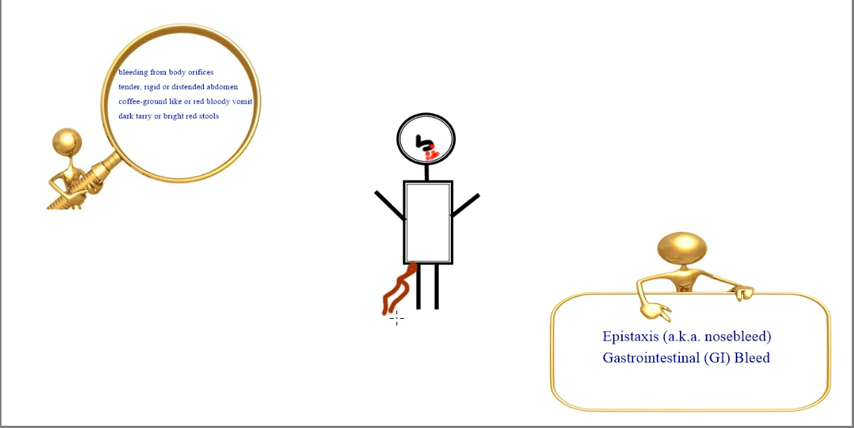 bleeding from body orifices
tender, rigid or distended abdomen
coffee-ground like or red bloody vomit
dark tarry or bright red stools
Epistaxis (a.k.a. nosebleed)
Gastrointestinal (GI) Bleed